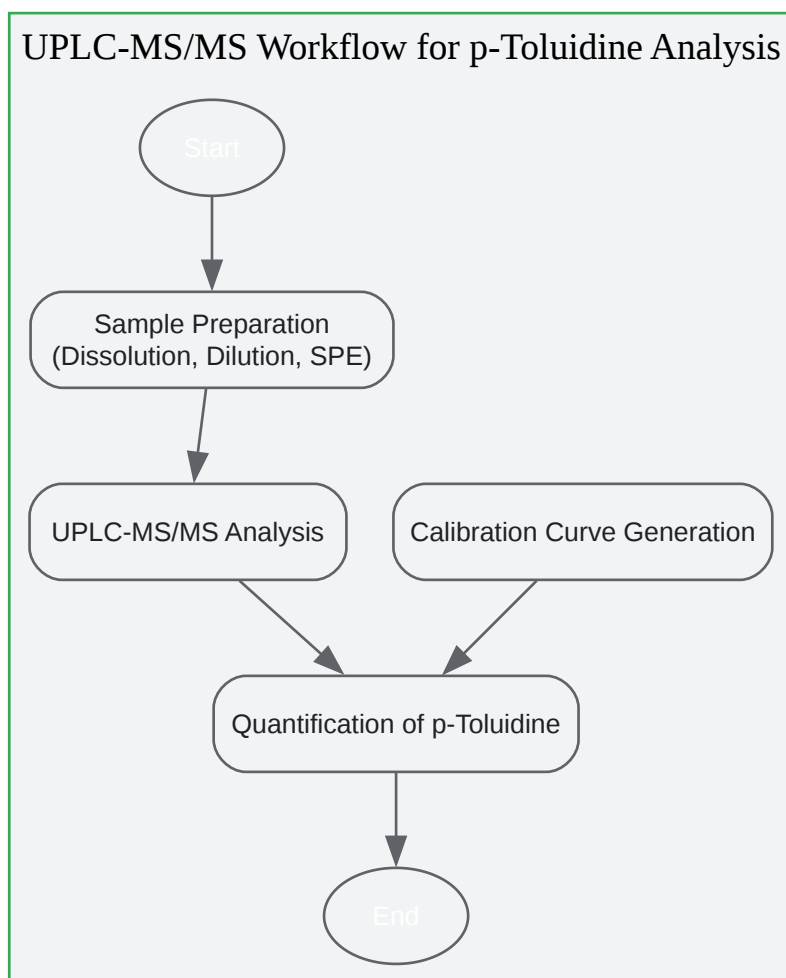 UPLC-MS/MS Workflow for p-Toluidine Analysis
Start
Sample Preparation
(Dissolution, Dilution, SPE)
UPLC-MS/MS Analysis
Calibration Curve Generation
Quantification of p-Toluidine
End